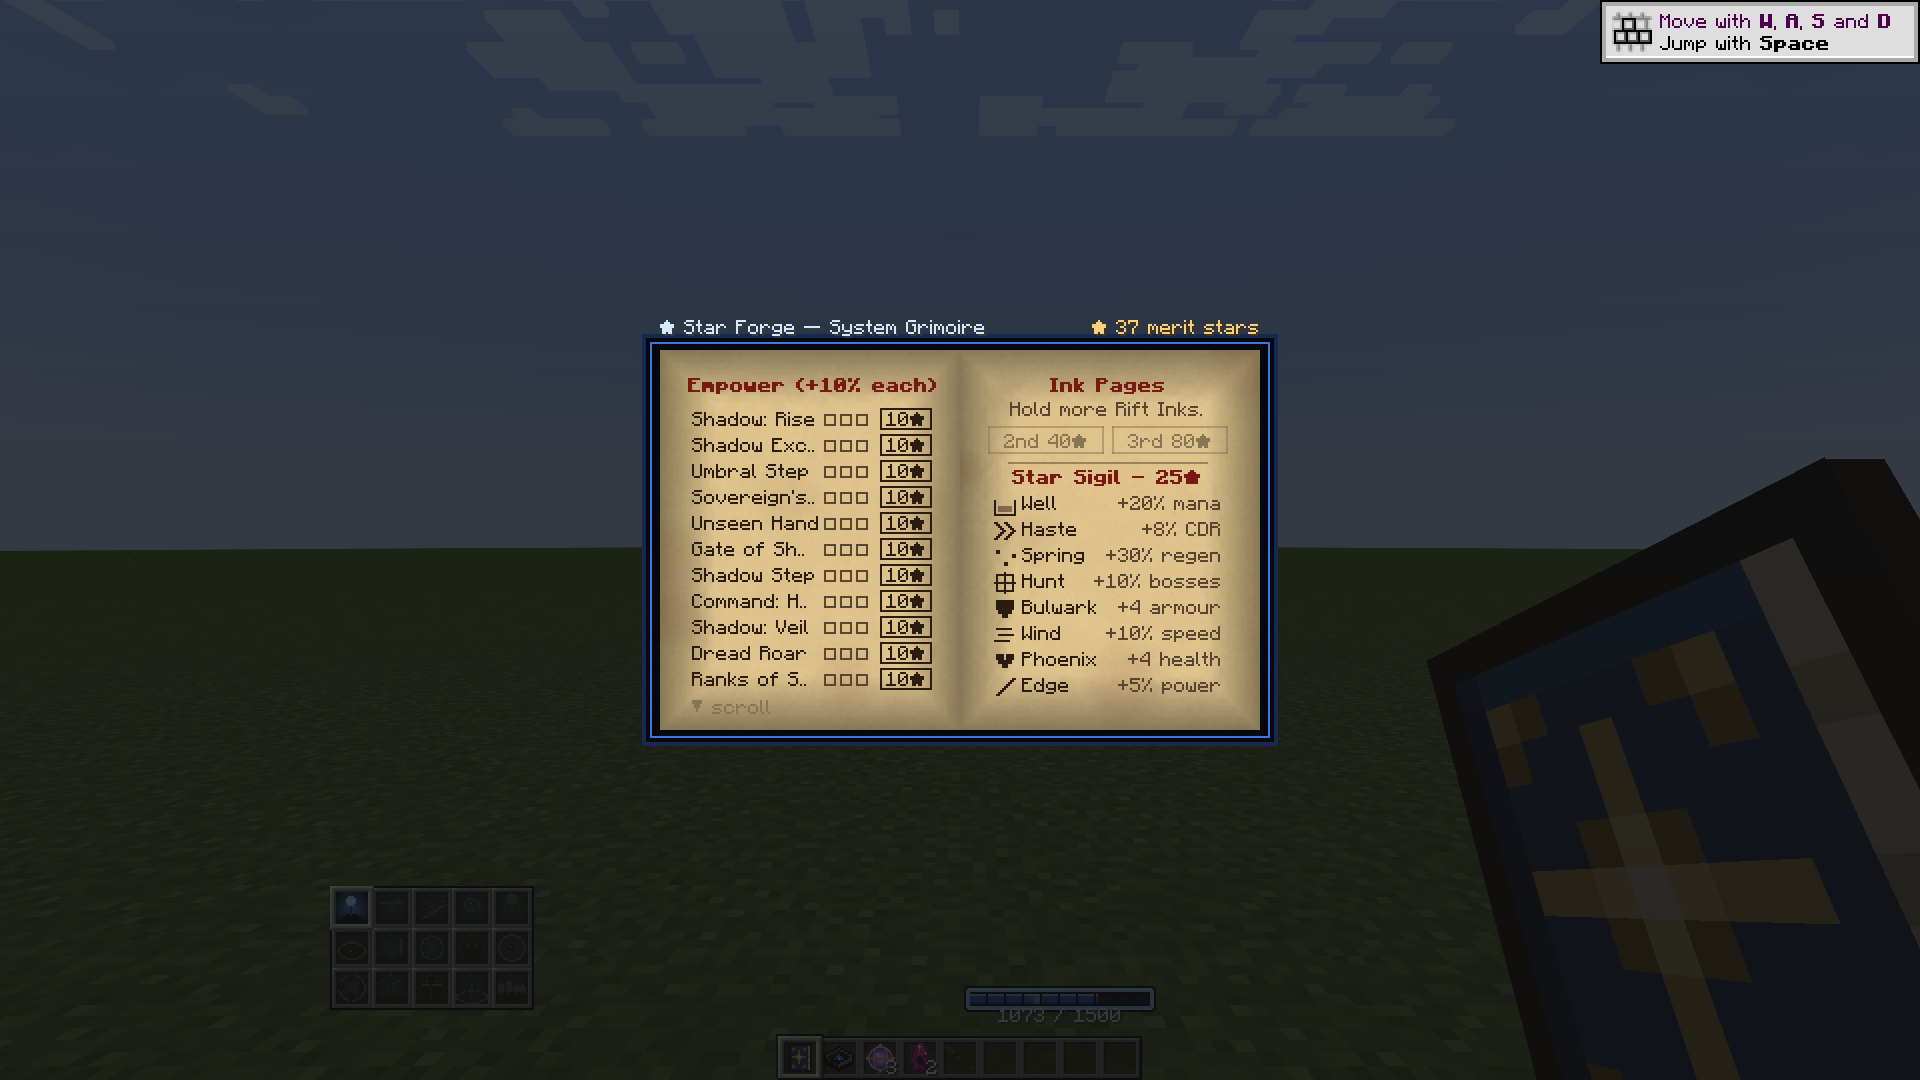 Move with W, A, S and D
Jump with Space
Star Forge — System Grimoire
37 merit stars
Empower (+10% each)
Shadow: Rise 10
Shadow Exc.. 10
Umbral Step 10
Sovereign's.. 10
Unseen Hand 10
Gate of Sh.. 10
Shadow Step 10
Command: H.. 10
Shadow: Veil 10
Dread Roar 10
Ranks of S.. 10
▼ scroll
Ink Pages
Hold more Rift Inks.
2nd 40★ 3rd 80★
Star Sigil — 25★
Well +20% mana
Haste +8% CDR
Spring +30% regen
Hunt +10% bosses
Bulwark +4 armour
Wind +10% speed
Phoenix +4 health
Edge +5% power
1073 / 1500
3
2